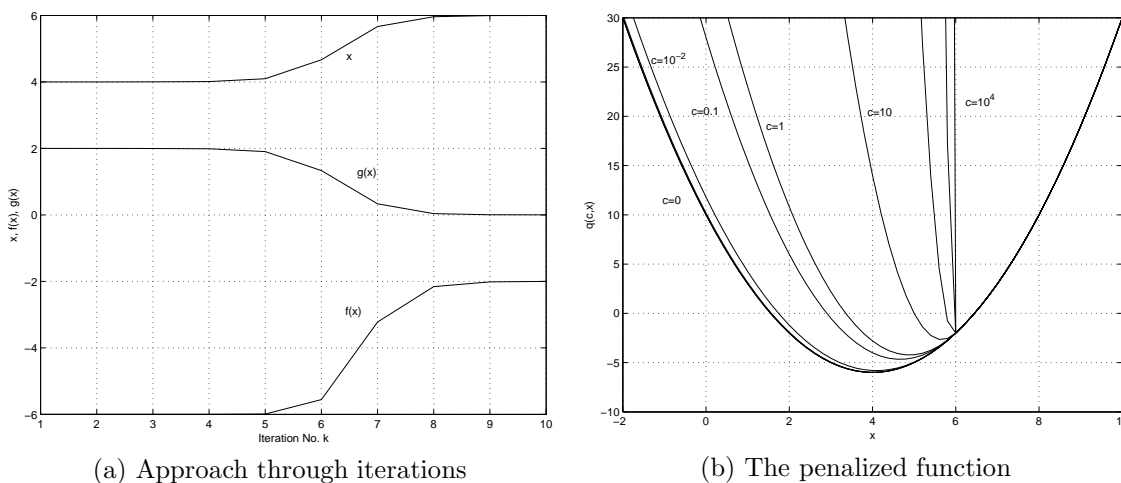 6
4
2
0
−2
−4
−6
1 2 3 4 5 6 7 8 9 10
x, f(x), g(x)
Iteration No. k
x
g(x)
f(x)
(a) Approach through iterations
30
25
20
15
10
5
0
−5
−10
−2 0 2 4 6 8 10
q(c,x)
x
c=10⁻²
c=0.1
c=1
c=10
c=10⁴
c=0
(b) The penalized function